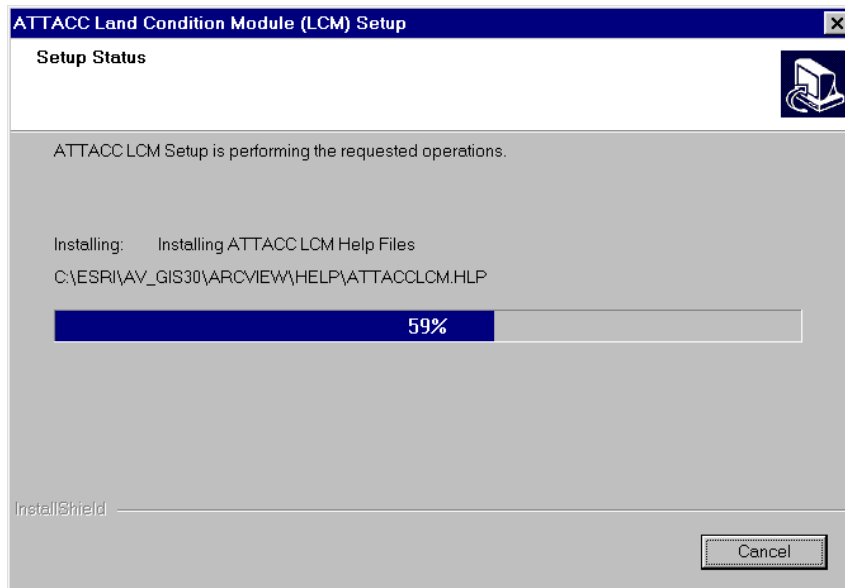 ATTACC Land Condition Module (LCM) Setup
Setup Status
ATTACC LCM Setup is performing the requested operations.
Installing: Installing ATTACC LCM Help Files
C:\ESRI\AV_GIS30\ARCVIEW\HELP\ATTACCLCM.HLP
59%
InstallShield
Cancel